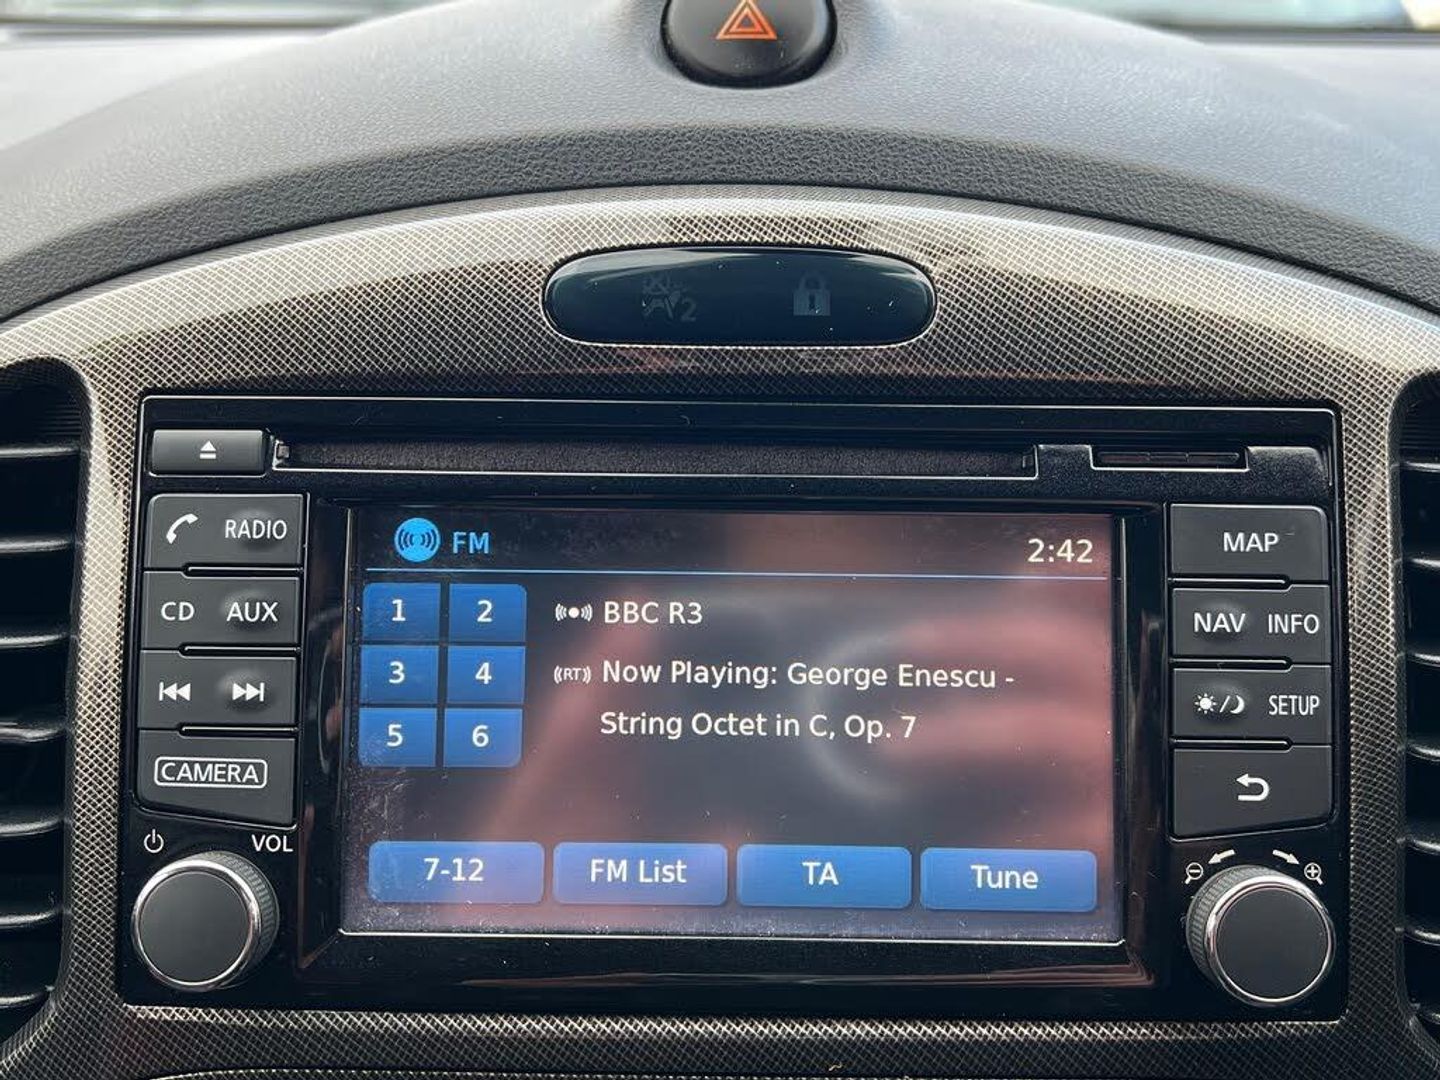 2
RADIO
CD AUX
CAMERA
VOL
FM
2:42
1 2
3 4
5 6
BBC R3
(RT) Now Playing: George Enescu -
String Octet in C, Op. 7
7-12 FM List TA Tune
MAP
NAV INFO
SETUP